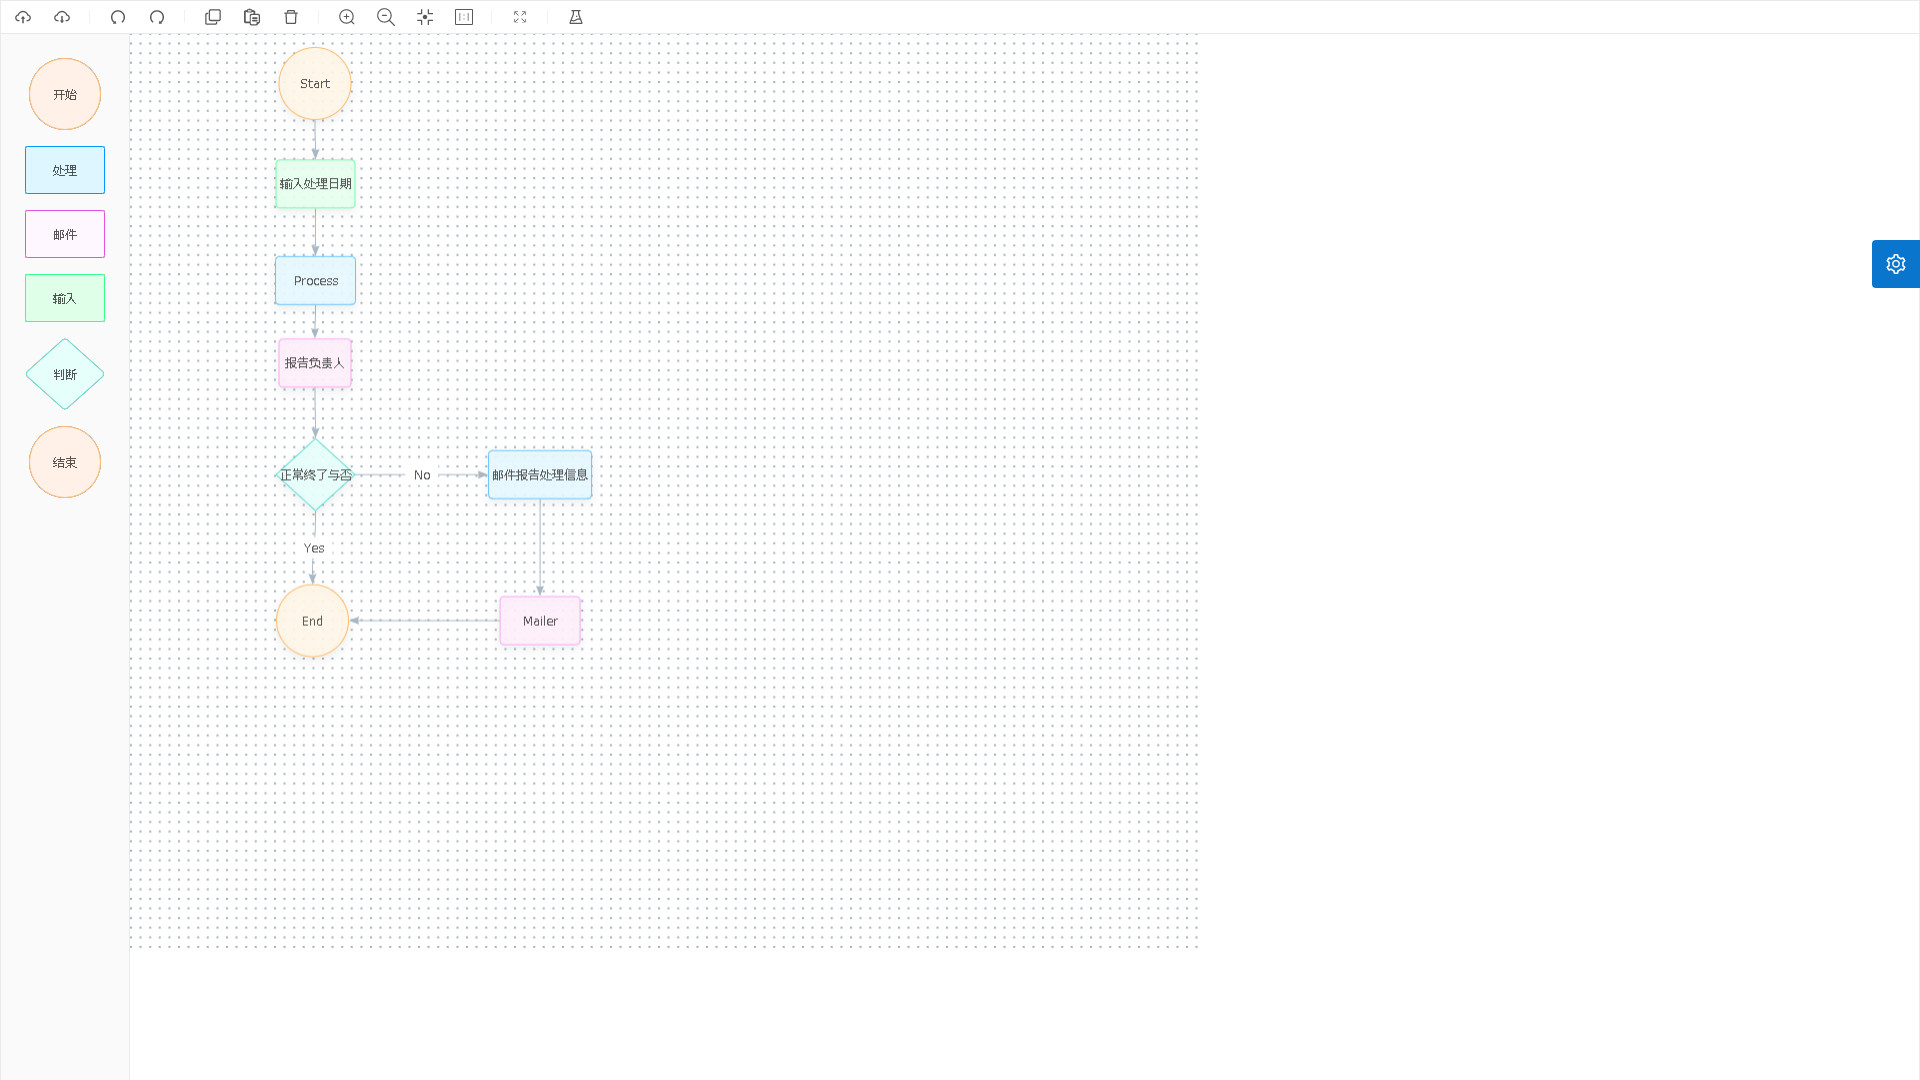 开始
处理
邮件
输入
判断
结束
Start
输入处理日期
Process
报告负责人
正常终了与否
No
邮件报告处理信息
Yes
End
Mailer